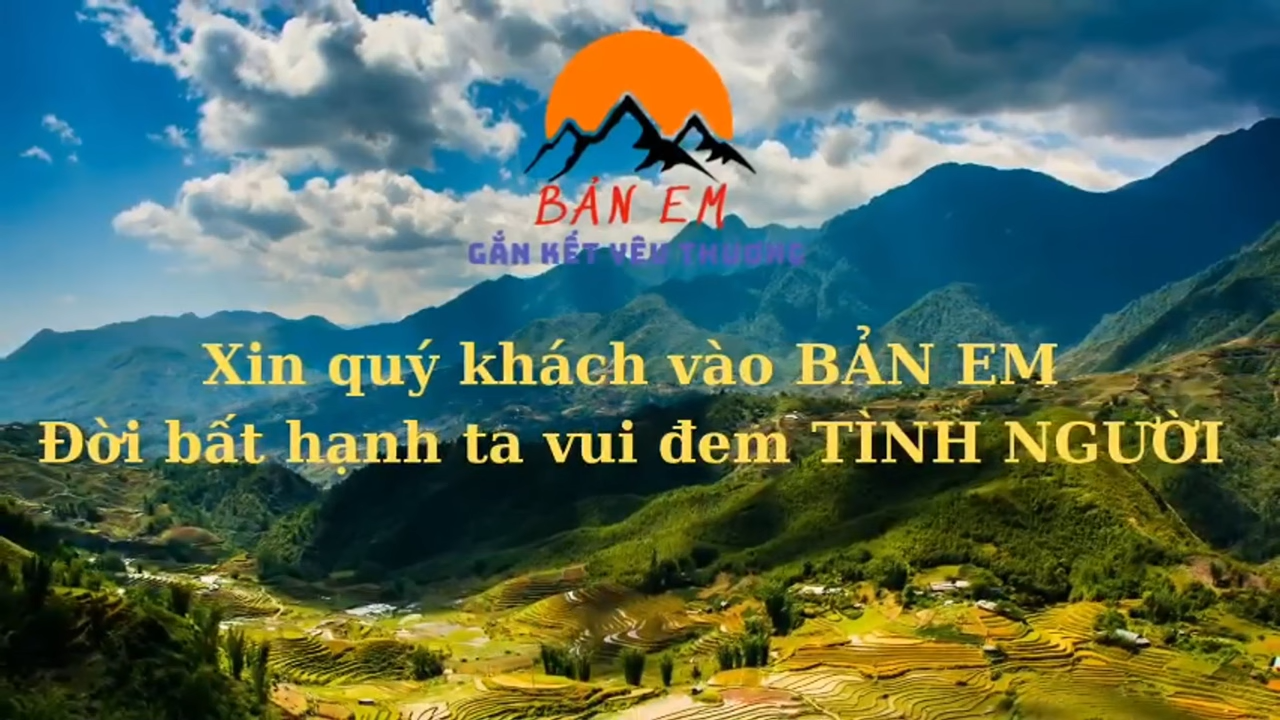 BẢN EM
GẮN KẾT YÊU THƯƠNG
Xin quý khách vào BẢN EM
Đời bất hạnh ta vui đem TÌNH NGƯỜI